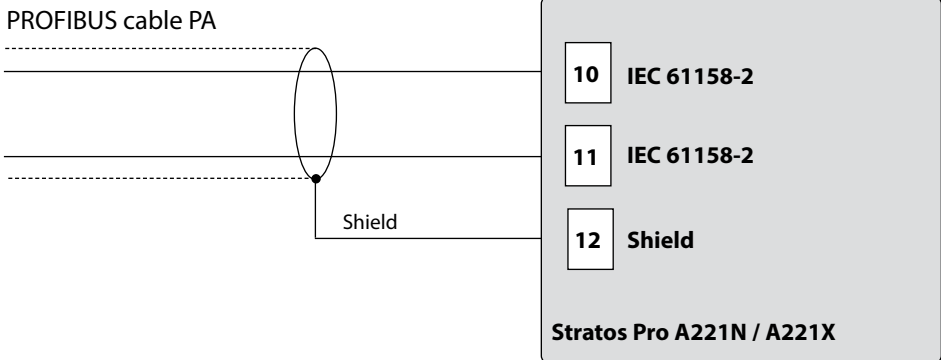 PROFIBUS cable PA
10 IEC 61158-2
11 IEC 61158-2
Shield
12 Shield
Stratos Pro A221N / A221X